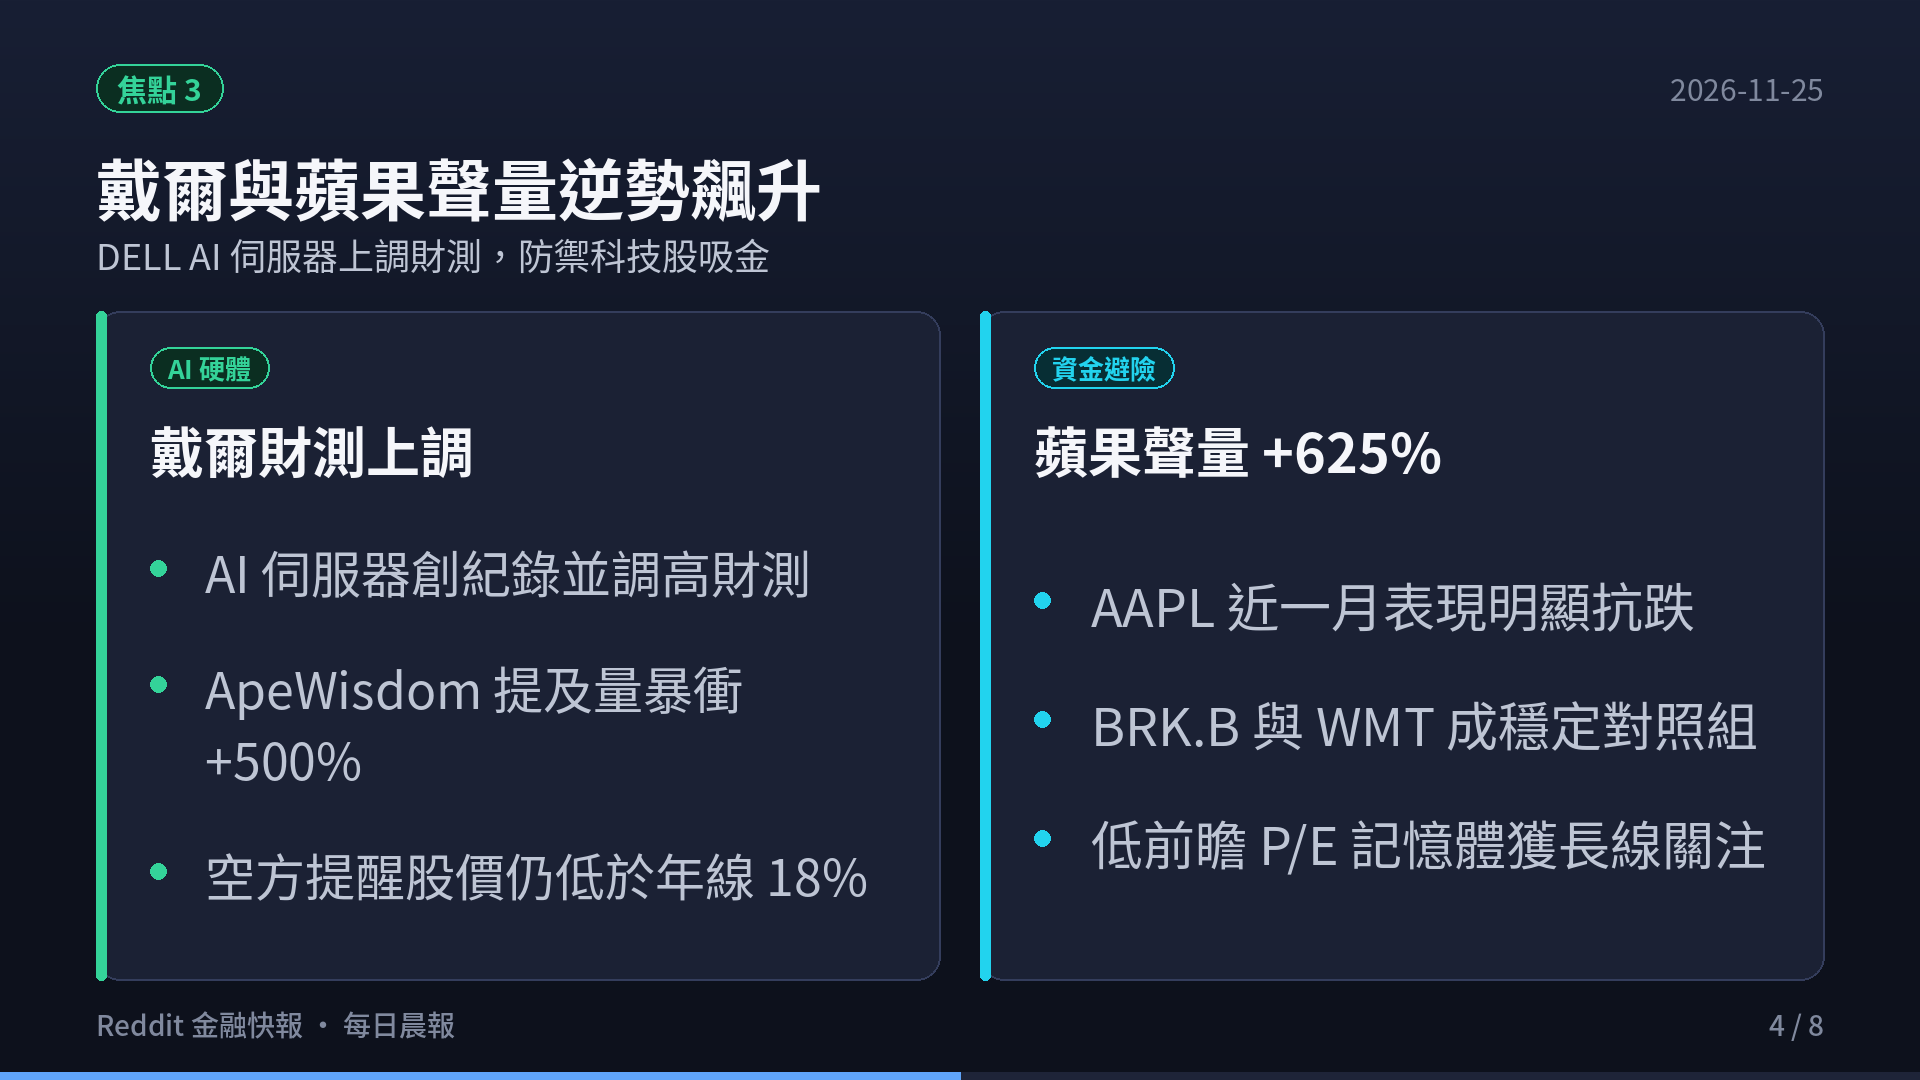 焦點 3
2026-11-25
戴爾與蘋果聲量逆勢飆升
DELL AI 伺服器上調財測，防禦科技股吸金
AI 硬體
戴爾財測上調
AI 伺服器創紀錄並調高財測
ApeWisdom 提及量暴衝
+500%
空方提醒股價仍低於年線 18%
資金避險
蘋果聲量 +625%
AAPL 近一月表現明顯抗跌
BRK.B 與 WMT 成穩定對照組
低前瞻 P/E 記憶體獲長線關注
Reddit 金融快報 · 每日晨報
4 / 8